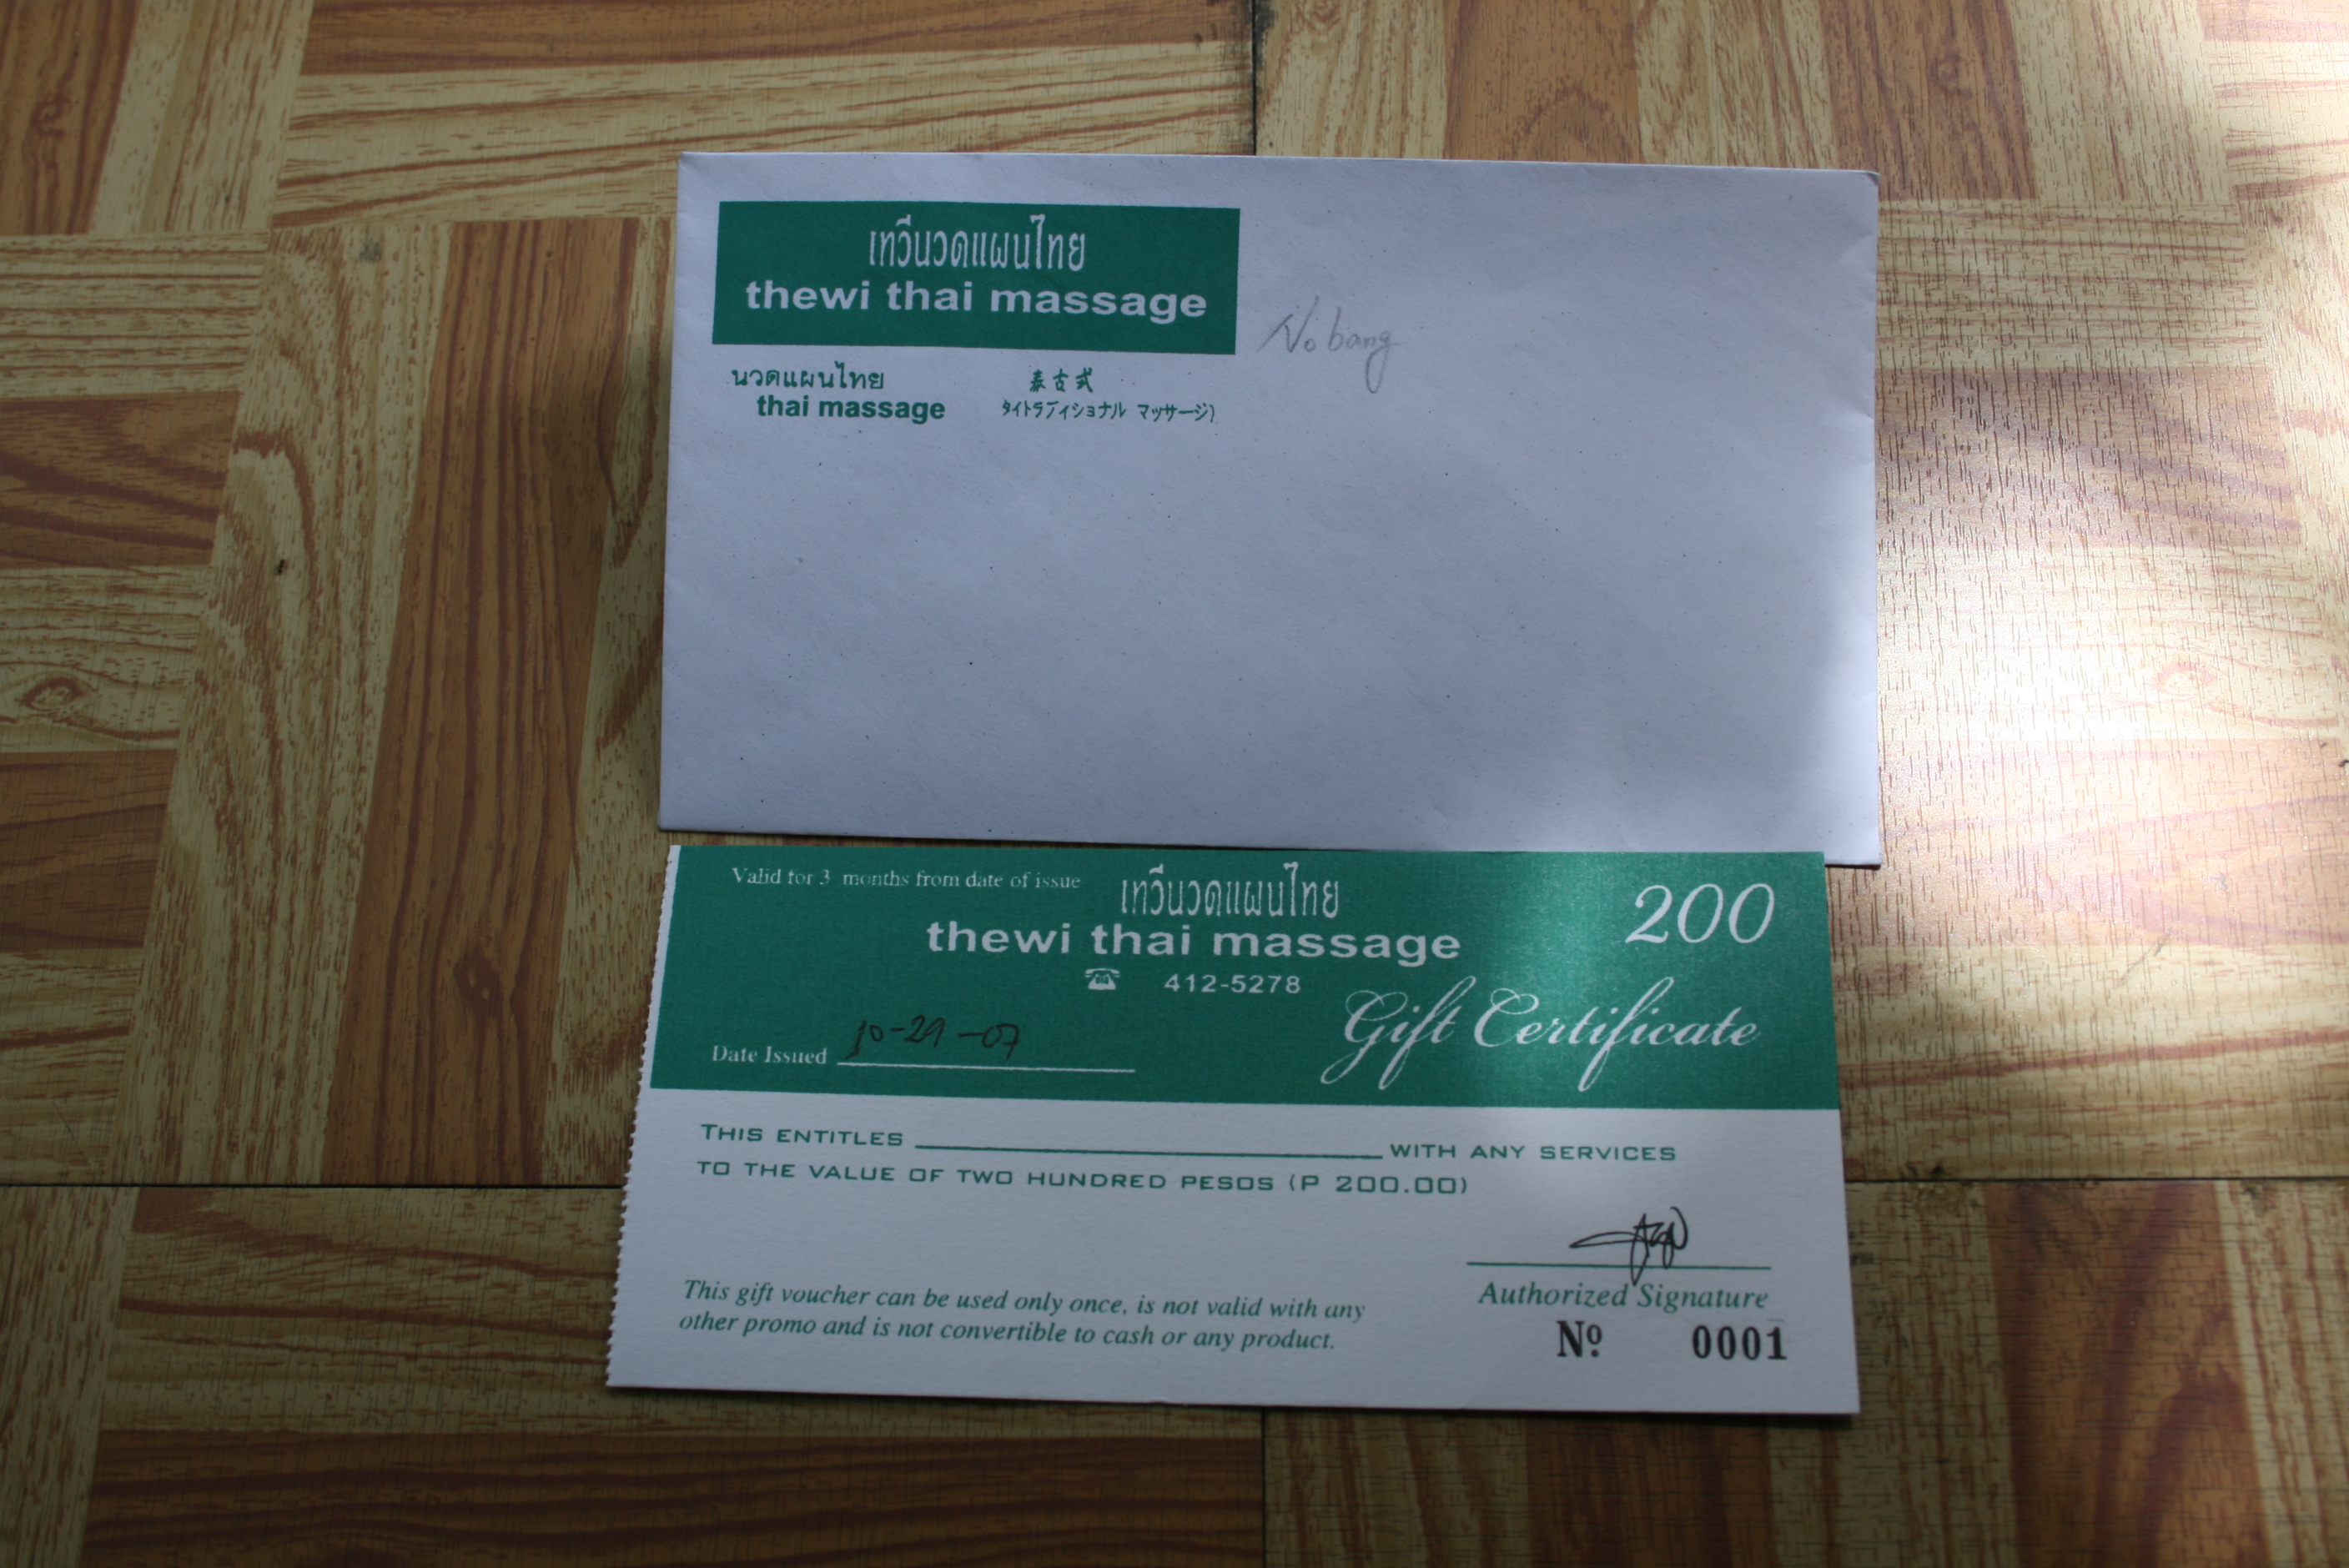 เทวีนวดแผนไทย
thewi thai massage
นวดแผนไทย
thai massage
泰古式
タイトラディショナル マッサージ)
Nobang
Valid for 3 months from date of issue
เทวีนวดแผนไทย
thewi thai massage
☎ 412-5278
200
Gift Certificate
Date Issued 10-29-07
THIS ENTITLES ____________ WITH ANY SERVICES
TO THE VALUE OF TWO HUNDRED PESOS (P 200.00)
This gift voucher can be used only once, is not valid with any
other promo and is not convertible to cash or any product.
Authorized Signature
Nº 0001